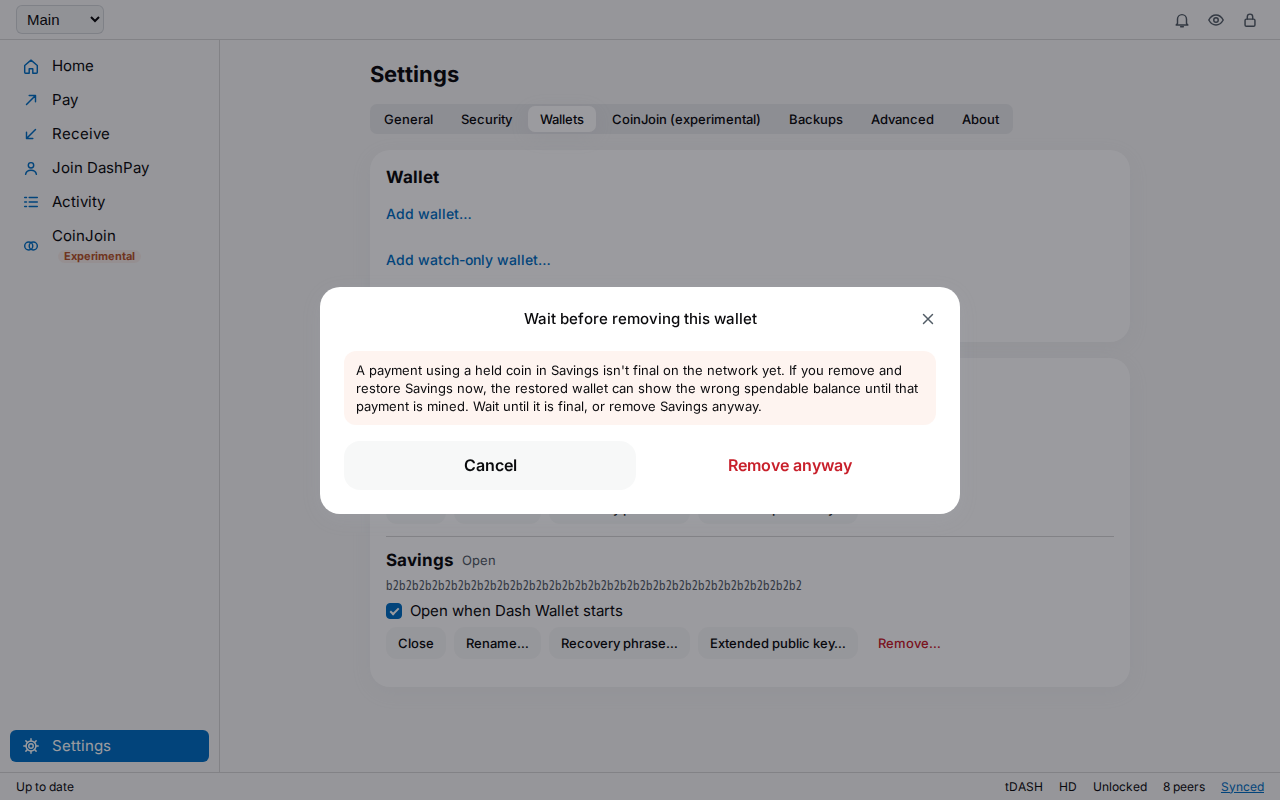 Main
Home
Pay
Receive
Join DashPay
Activity
CoinJoin
Experimental
Settings
Settings
General Security Wallets CoinJoin (experimental) Backups Advanced About
Wallet
Add wallet...
Add watch-only wallet...
Wait before removing this wallet
A payment using a held coin in Savings isn't final on the network yet. If you remove and
restore Savings now, the restored wallet can show the wrong spendable balance until that
payment is mined. Wait until it is final, or remove Savings anyway.
Cancel Remove anyway
Savings Open
b2b2b2b2b2b2b2b2b2b2b2b2b2b2b2b2b2b2b2b2b2b2b2b2b2b2b2b2b2b2b2b2
Open when Dash Wallet starts
Close Rename... Recovery phrase... Extended public key... Remove...
Up to date tDASH HD Unlocked 8 peers Synced